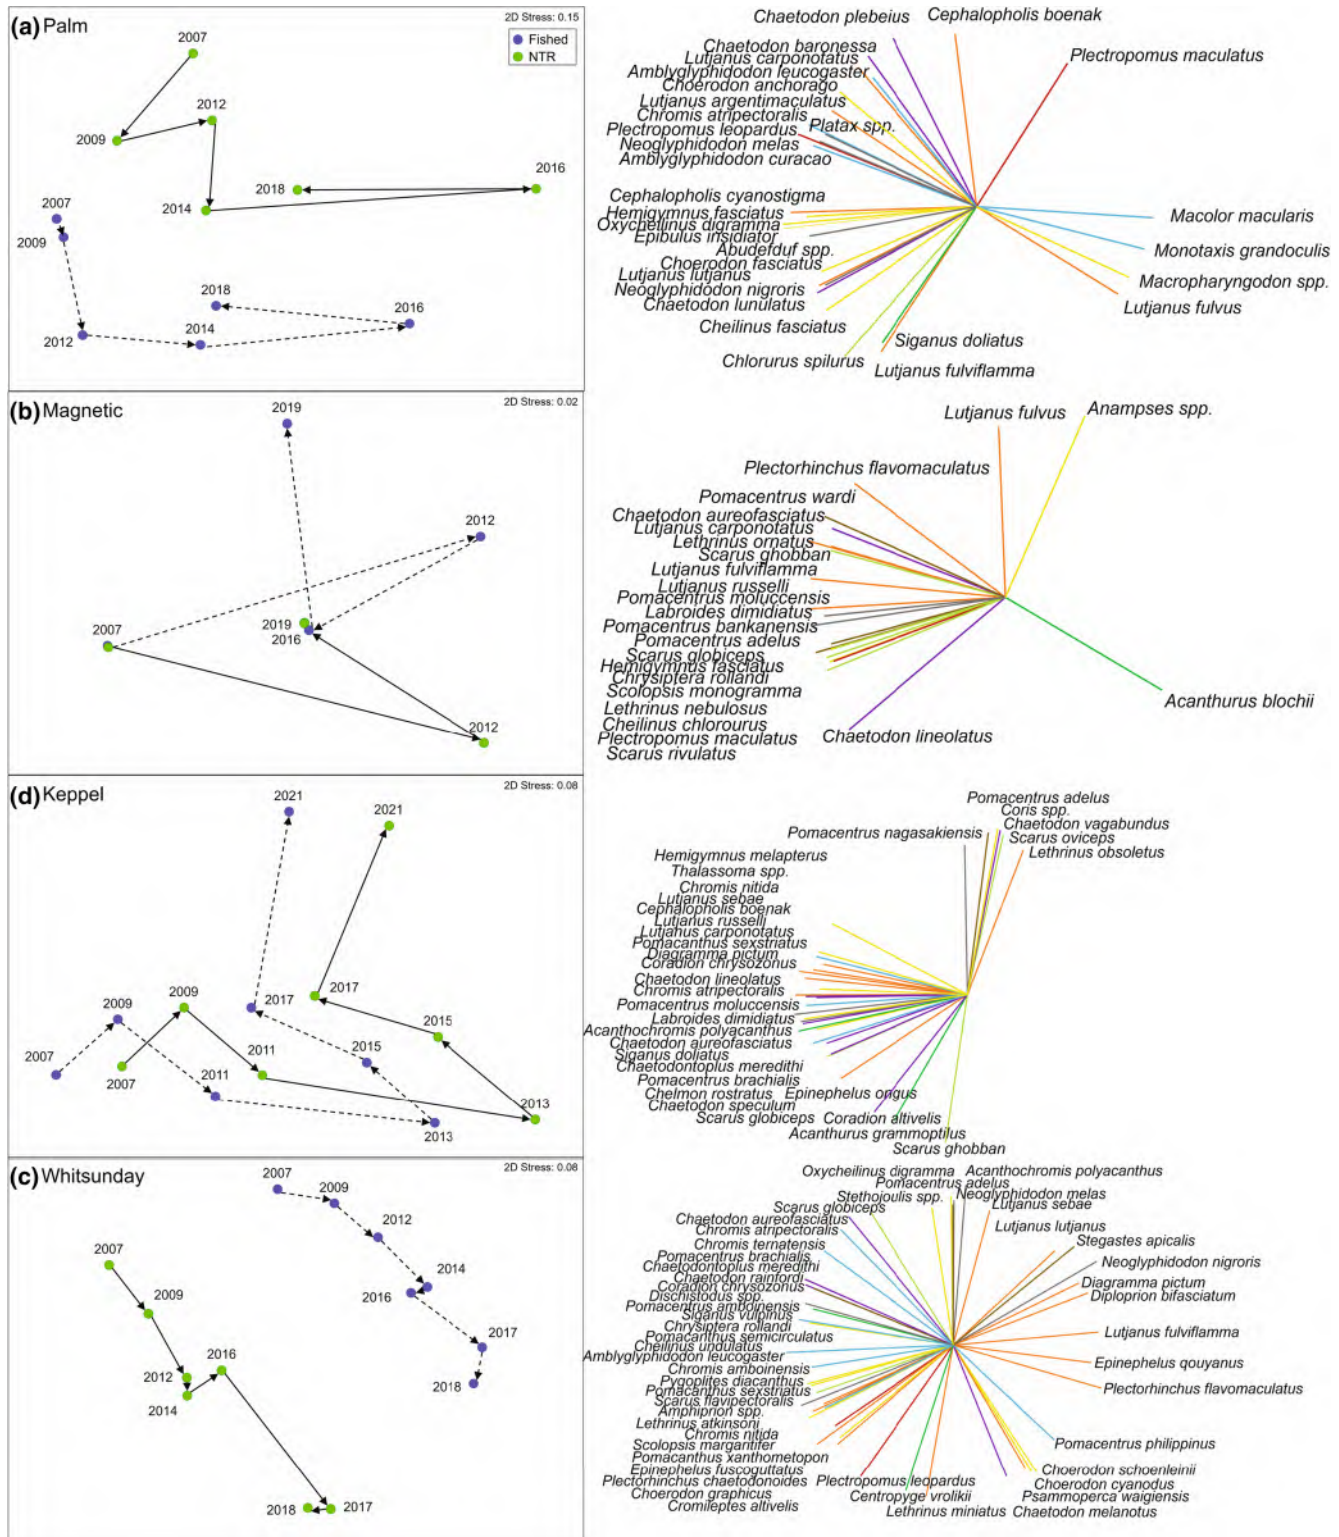 (a) Palm
2D Stress: 0.15
Fished
NTR
2007
2009
2012
2014
2016
2018
2007
2009
2012
2014
2016
2018
Chaetodon plebeius
Cephalopholis boenak
Chaetodon baronessa
Lutjanus carponotatus
Plectropomus maculatus
Amblyglyphidodon leucogaster
Choerodon anchorago
Lutjanus argentimaculatus
Chromis atripectoralis
Platax spp.
Plectropomus leopardus
Neoglyphidodon melas
Amblyglyphidodon curacao
Cephalopholis cyanostigma
Hemigymnus fasciatus
Oxycheilinus digramma
Epibulus insidiator
Abudefduf spp.
Choerodon fasciatus
Lutjanus lutjanus
Neoglyphidodon nigroris
Chaetodon lunulatus
Cheilinus fasciatus
Chlorurus spilurus
Siganus doliatus
Lutjanus fulviflamma
Macolor macularis
Monotaxis grandoculis
Macropharyngodon spp.
Lutjanus fulvus
(b) Magnetic
2D Stress: 0.02
2019
2012
2007
2019
2016
2012
Lutjanus fulvus
Anampses spp.
Plectorhinchus flavomaculatus
Pomacentrus wardi
Chaetodon aureofasciatus
Lutjanus carponotatus
Lethrinus ornatus
Scarus ghobban
Lutjanus fulviflamma
Lutjanus russelli
Pomacentrus moluccensis
Labroides dimidiatus
Pomacentrus bankanensis
Pomacentrus adelus
Scarus globiceps
Hemigymnus fasciatus
Chrysiptera rollandi
Scolopsis monogramma
Lethrinus nebulosus
Cheilinus chlorourus
Plectropomus maculatus
Scarus rivulatus
Chaetodon lineolatus
Acanthurus blochii
(d) Keppel
2D Stress: 0.08
2021
2021
2009
2009
2017
2017
2007
2007
2011
2011
2015
2015
2013
2013
Pomacentrus adelus
Coris spp.
Pomacentrus nagasakiensis
Chaetodon vagabundus
Scarus oviceps
Lethrinus obsoletus
Hemigymnus melapterus
Thalassoma spp.
Chromis nitida
Lutjanus sebae
Cephalopholis boenak
Lutjanus russelli
Lutjanus carponotatus
Pomacanthus sexstriatus
Diagramma pictum
Coradion chrysozonus
Chaetodon lineolatus
Chromis atripectoralis
Pomacentrus moluccensis
Labroides dimidiatus
Acanthochromis polyacanthus
Chaetodon aureofasciatus
Siganus doliatus
Chaetodontoplus meredithi
Pomacentrus brachialis
Chelmon rostratus
Chaetodon speculum
Scarus globiceps
Epinephelus ongus
Coradion altivelis
Acanthurus grammoptilus
Scarus ghobban
(c) Whitsunday
2D Stress: 0.08
2007
2009
2012
2014
2016
2017
2018
2007
2009
2012
2014
2016
2017
2018
Oxycheilinus digramma
Acanthochromis polyacanthus
Pomacentrus adelus
Stethojoulis spp.
Neoglyphidodon melas
Scarus globiceps
Lutjanus sebae
Chaetodon aureofasciatus
Chromis atripectoralis
Lutjanus lutjanus
Stegastes apicalis
Chromis ternatensis
Pomacentrus brachialis
Chaetodontoplus meredithi
Neoglyphidodon nigroris
Chaetodon rainfordi
Coradion chrysozonus
Diagramma pictum
Dischistodus spp.
Diploprion bifasciatum
Pomacentrus amboinensis
Siganus vulpinus
Chrysiptera rollandi
Pomacanthus semicirculatus
Lutjanus fulviflamma
Cheilinus undulatus
Amblyglyphidodon leucogaster
Epinephelus qouyanus
Chromis amboinensis
Pygoplites diacanthus
Plectorhinchus flavomaculatus
Pomacanthus sexstriatus
Scarus flavipectoralis
Amphiprion spp.
Lethrinus atkinsoni
Chromis nitida
Scolopsis margaritifer
Pomacentrus philippinus
Pomacanthus xanthometopon
Epinephelus fuscoguttatus
Choerodon schoenleinii
Plectorhinchus chaetodonoides
Plectropomus leopardus
Choerodon cyanodus
Choerodon graphicus
Centropyge vrolikii
Psammoperca waigiensis
Cromileptes altivelis
Lethrinus miniatus
Chaetodon melanotus